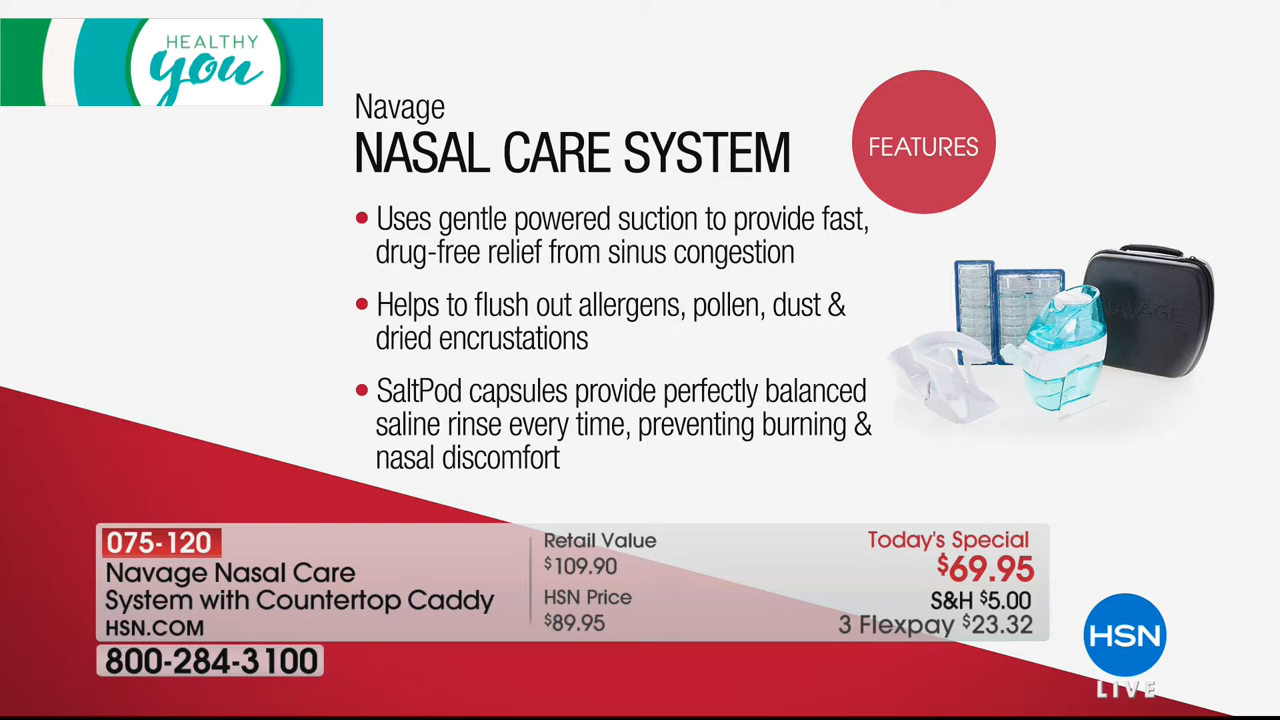 HEALTHY
you
Navage
NASAL CARE SYSTEM
FEATURES
• Uses gentle powered suction to provide fast,
drug-free relief from sinus congestion
• Helps to flush out allergens, pollen, dust &
dried encrustations
• SaltPod capsules provide perfectly balanced
saline rinse every time, preventing burning &
nasal discomfort
NAVAGE
075-120
Navage Nasal Care
System with Countertop Caddy
HSN.COM
800-284-3100
Retail Value
$109.90
HSN Price
$89.95
Today's Special
$69.95
S&H $5.00
3 Flexpay $23.32
HSN
LIVE